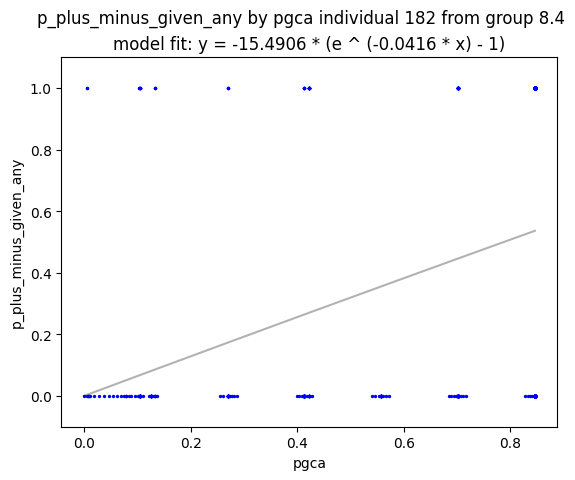 p_plus_minus_given_any by pgca individual 182 from group 8.4
model fit: y = -15.4906 * (e ^ (-0.0416 * x) - 1)
1.0
0.8
0.6
0.4
0.2
0.0
p_plus_minus_given_any
0.0 0.2 0.4 0.6 0.8
pgca